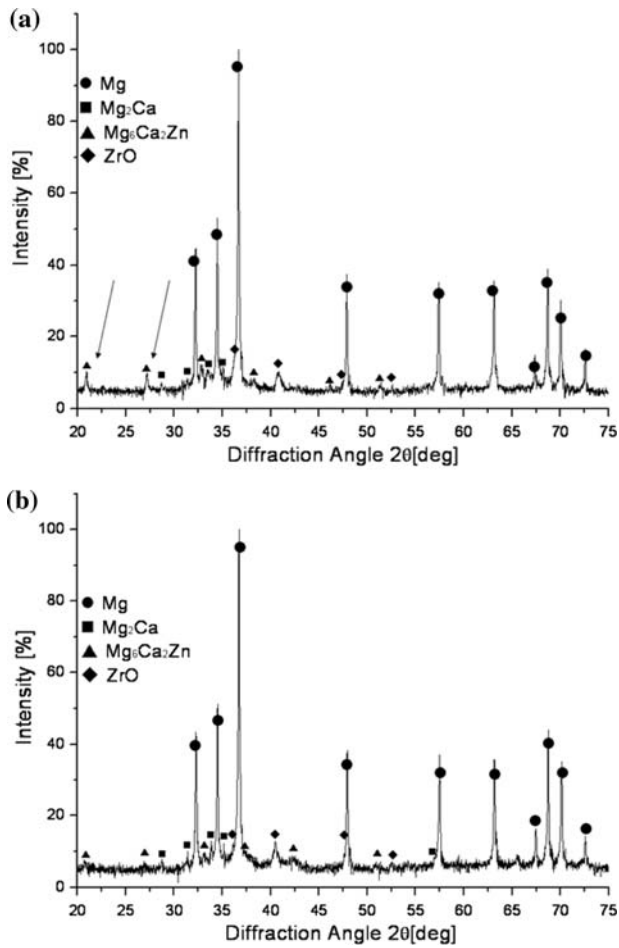 (a)
100
80
60
40
20
0
Intensity [%]
● Mg
■ Mg₂Ca
▲ Mg₆Ca₂Zn
◆ ZrO
20 25 30 35 40 45 50 55 60 65 70 75
Diffraction Angle 2θ[deg]
(b)
100
80
60
40
20
0
Intensity [%]
● Mg
■ Mg₂Ca
▲ Mg₆Ca₂Zn
◆ ZrO
20 25 30 35 40 45 50 55 60 65 70 75
Diffraction Angle 2θ[deg]